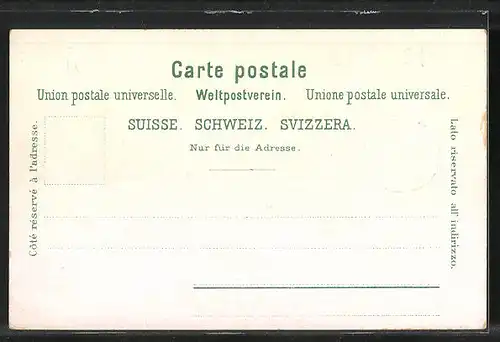 Carte postale
Union postale universelle. Weltpostverein. Unione postale universale.
SUISSE. SCHWEIZ. SVIZZERA.
Nur für die Adresse.
Côté réservé à l'adresse.
Lato riservato all' indirizzo.